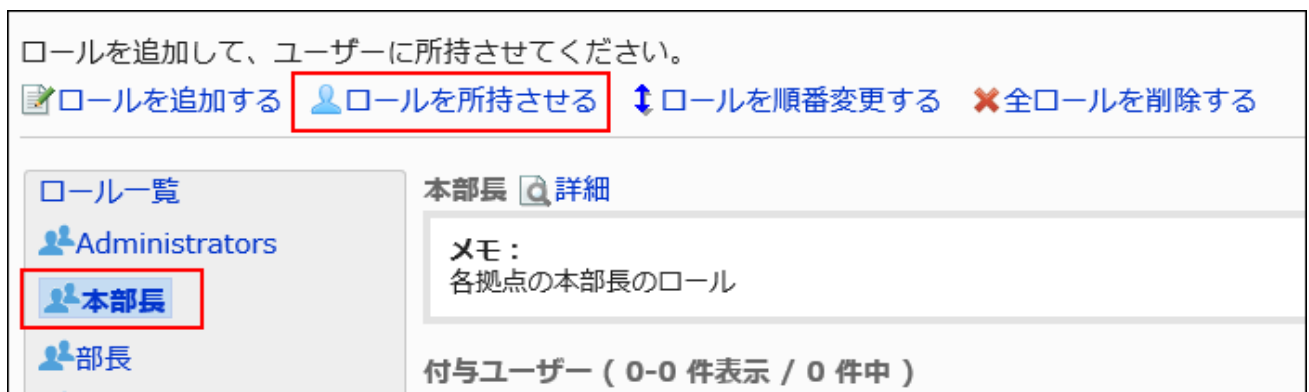 ロールを追加して、ユーザーに所持させてください。
ロールを追加する ロールを所持させる ロールを順番変更する 全ロールを削除する
ロール一覧
Administrators
本部長
部長
本部長 詳細
メモ：
各拠点の本部長のロール
付与ユーザー ( 0-0 件表示 / 0 件中 )